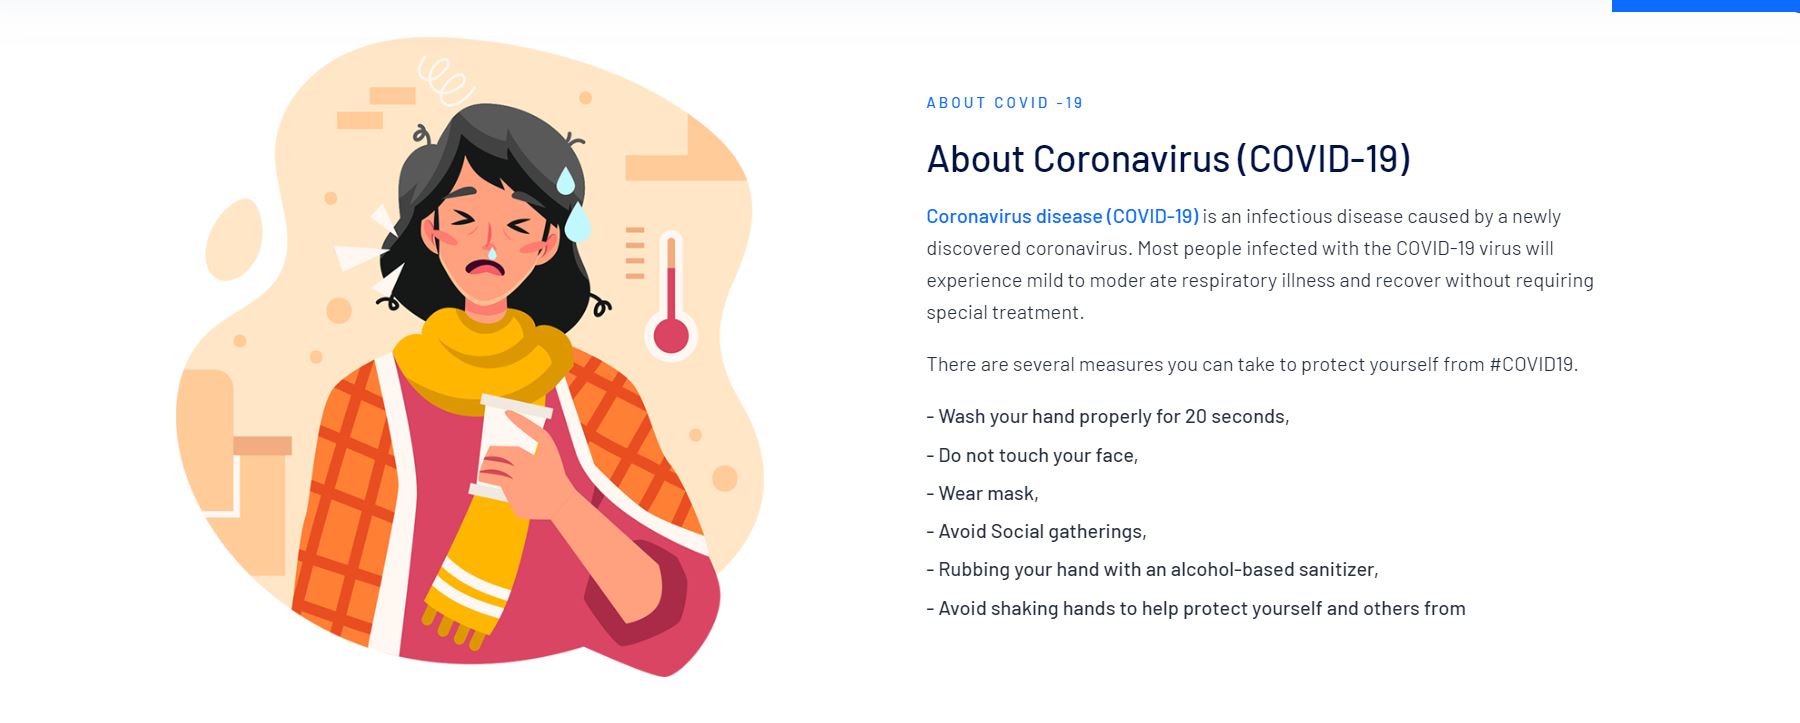 ABOUT COVID -19
About Coronavirus (COVID-19)
Coronavirus disease (COVID-19) is an infectious disease caused by a newly
discovered coronavirus. Most people infected with the COVID-19 virus will
experience mild to moder ate respiratory illness and recover without requiring
special treatment.
There are several measures you can take to protect yourself from #COVID19.
- Wash your hand properly for 20 seconds,
- Do not touch your face,
- Wear mask,
- Avoid Social gatherings,
- Rubbing your hand with an alcohol-based sanitizer,
- Avoid shaking hands to help protect yourself and others from